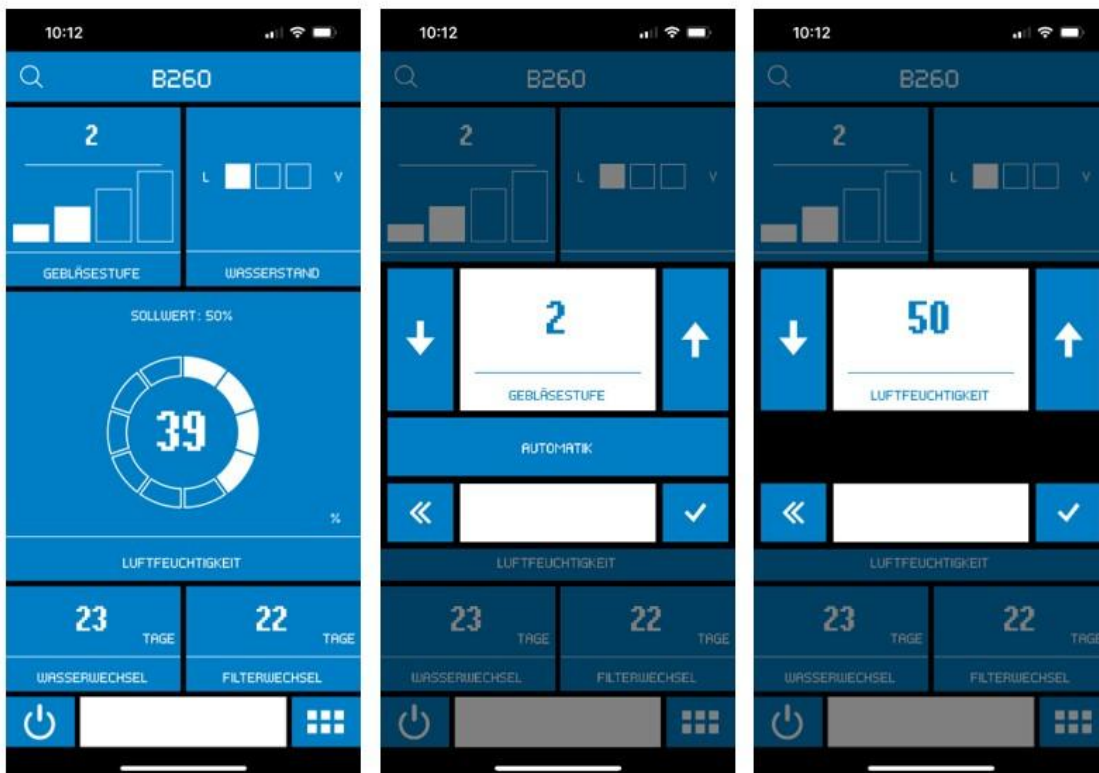 10:12
B260
2
L V
GEBLÄSESTUFE
WASSERSTAND
SOLLWERT: 50%
39
%
LUFTFEUCHTIGKEIT
23 TAGE
22 TAGE
WASSERWECHSEL
FILTERWECHSEL
10:12
B260
2
L V
2
GEBLÄSESTUFE
AUTOMATIK
LUFTFEUCHTIGKEIT
23 TAGE
22 TAGE
WASSERWECHSEL
FILTERWECHSEL
10:12
B260
2
L V
50
LUFTFEUCHTIGKEIT
LUFTFEUCHTIGKEIT
23 TAGE
22 TAGE
WASSERWECHSEL
FILTERWECHSEL